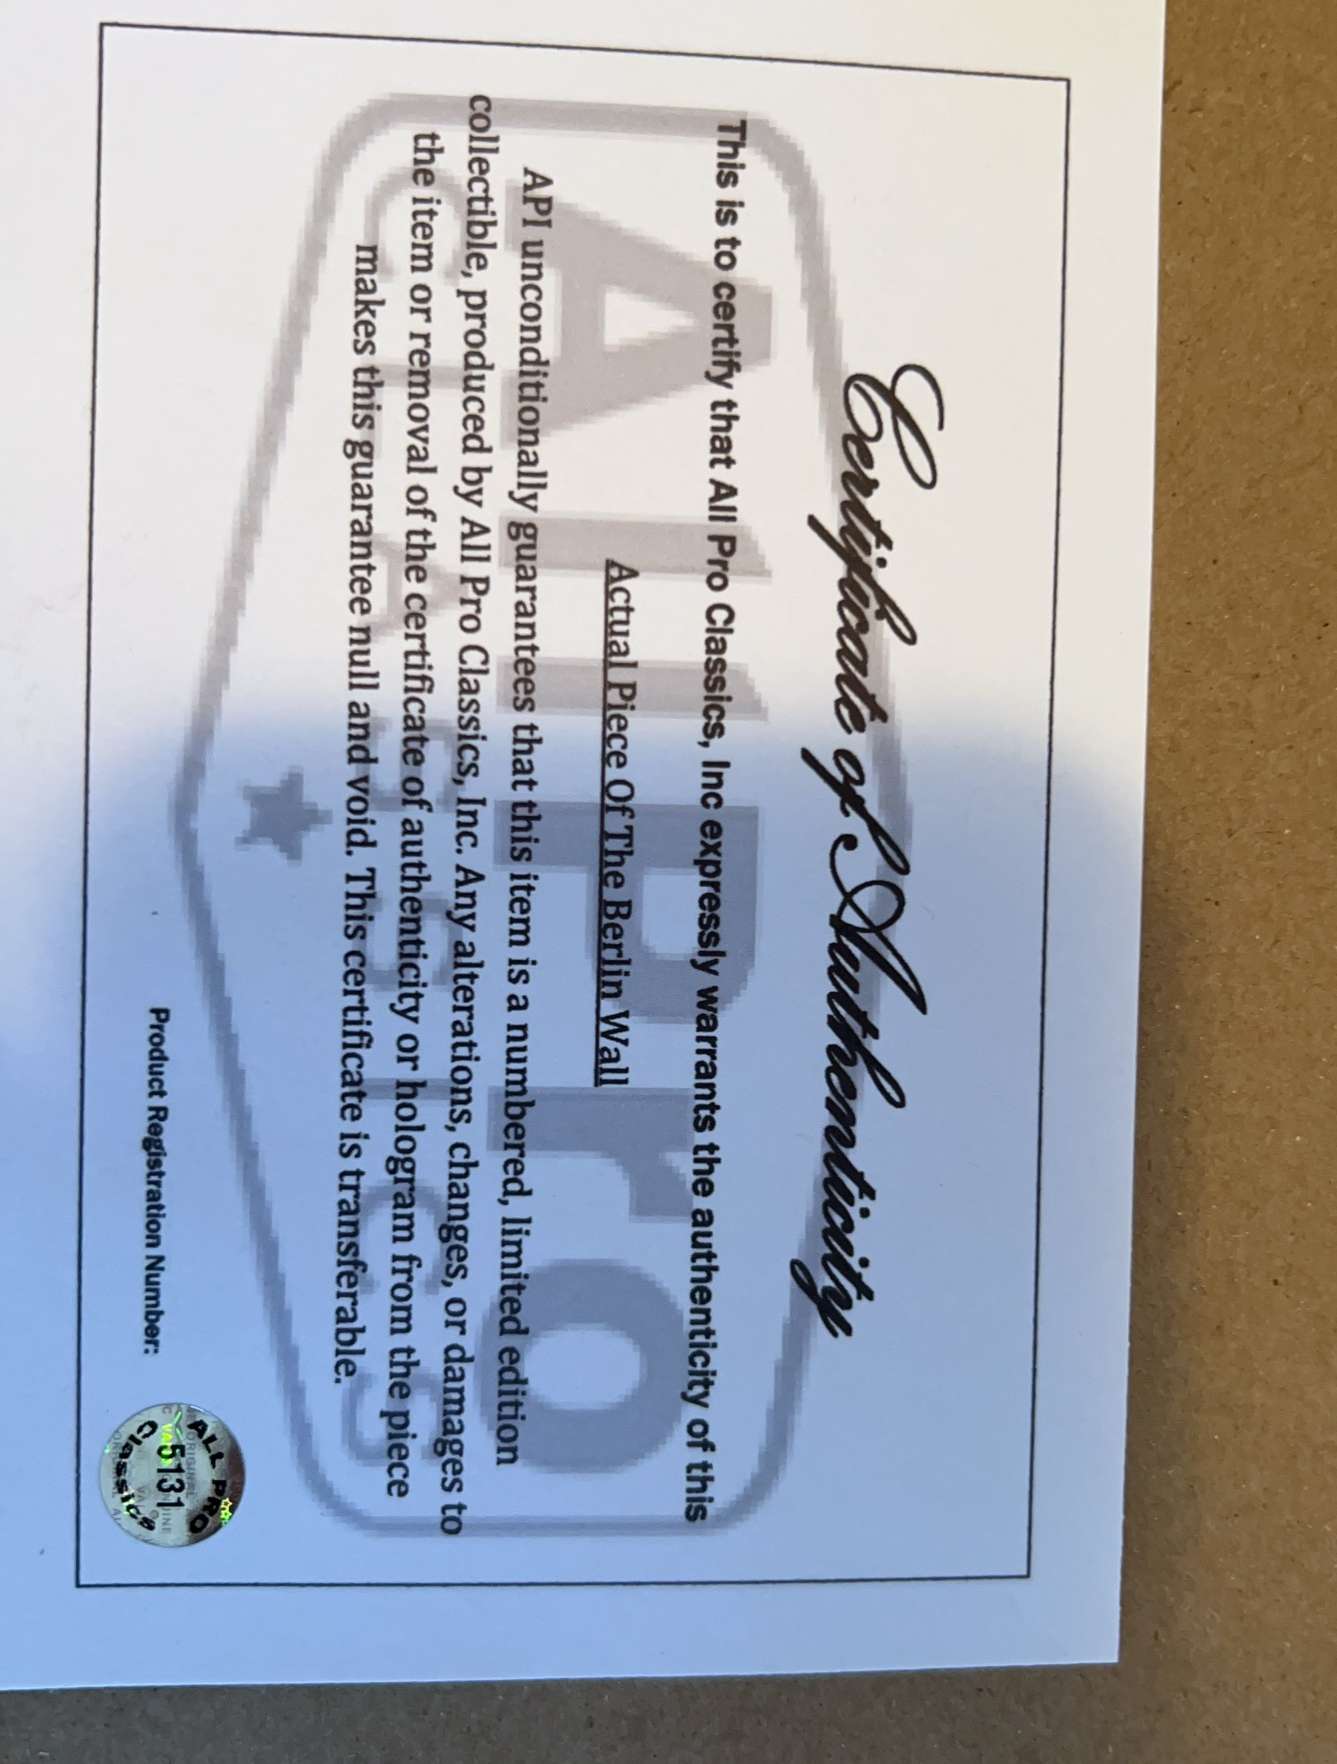 Certificate of Authenticity
This is to certify that All Pro Classics, Inc expressly warrants the authenticity of this
Actual Piece Of The Berlin Wall
API unconditionally guarantees that this item is a numbered, limited edition
collectible, produced by All Pro Classics, Inc. Any alterations, changes, or damages to
the item or removal of the certificate of authenticity or hologram from the piece
makes this guarantee null and void. This certificate is transferable.
All Pro
CLASSICS
Product Registration Number:
ALL PRO
5131
Classics